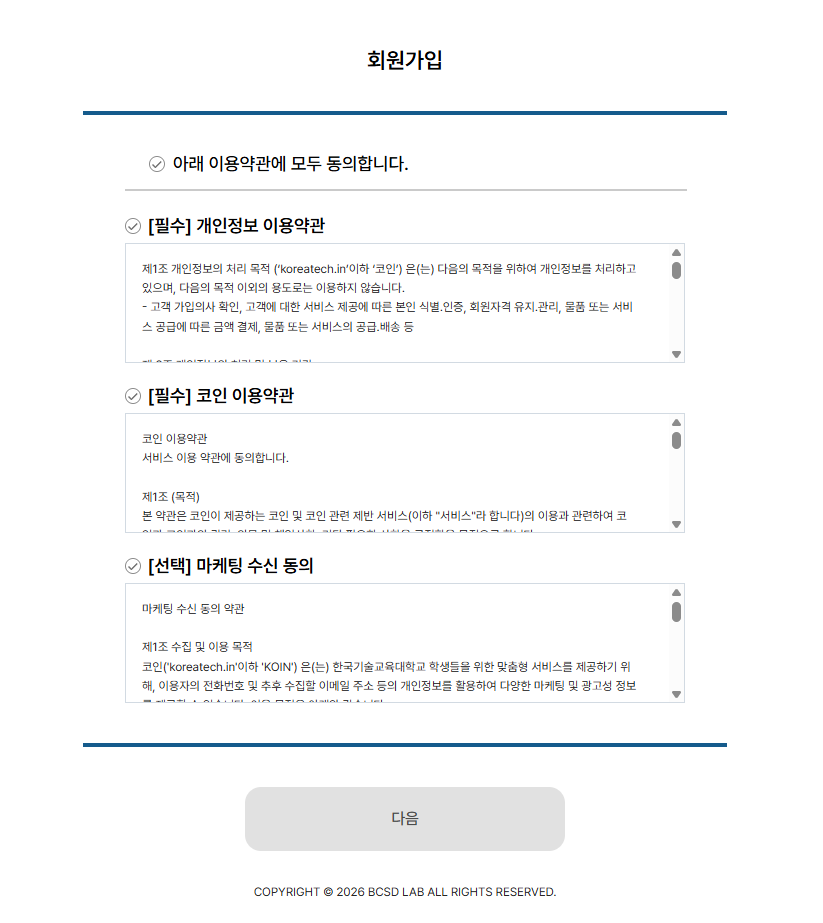 회원가입
아래 이용약관에 모두 동의합니다.
[필수] 개인정보 이용약관
제1조 개인정보의 처리 목적 (‘koreatech.in’이하 ‘코인’) 은(는) 다음의 목적을 위하여 개인정보를 처리하고
있으며, 다음의 목적 이외의 용도로는 이용하지 않습니다.
- 고객 가입의사 확인, 고객에 대한 서비스 제공에 따른 본인 식별.인증, 회원자격 유지.관리, 물품 또는 서비
스 공급에 따른 금액 결제, 물품 또는 서비스의 공급.배송 등
[필수] 코인 이용약관
코인 이용약관
서비스 이용 약관에 동의합니다.
제1조 (목적)
본 약관은 코인이 제공하는 코인 및 코인 관련 제반 서비스(이하 "서비스"라 합니다)의 이용과 관련하여 코
[선택] 마케팅 수신 동의
마케팅 수신 동의 약관
제1조 수집 및 이용 목적
코인('koreatech.in'이하 'KOIN') 은(는) 한국기술교육대학교 학생들을 위한 맞춤형 서비스를 제공하기 위
해, 이용자의 전화번호 및 추후 수집할 이메일 주소 등의 개인정보를 활용하여 다양한 마케팅 및 광고성 정보
다음
COPYRIGHT © 2026 BCSD LAB ALL RIGHTS RESERVED.